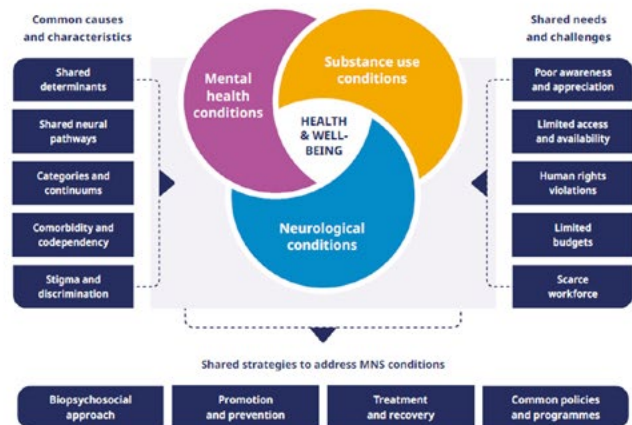 Common causes
and characteristics
Shared
determinants
Shared neural
pathways
Categories and
continuums
Comorbidity and
codependency
Stigma and
discrimination
Mental
health
conditions
Substance use
conditions
HEALTH
& WELL-
BEING
Neurological
conditions
Shared needs
and challenges
Poor awareness
and appreciation
Limited access
and availability
Human rights
violations
Limited
budgets
Scarce
workforce
Shared strategies to address MNS conditions
Biopsychosocial
approach
Promotion
and prevention
Treatment
and recovery
Common policies
and programmes